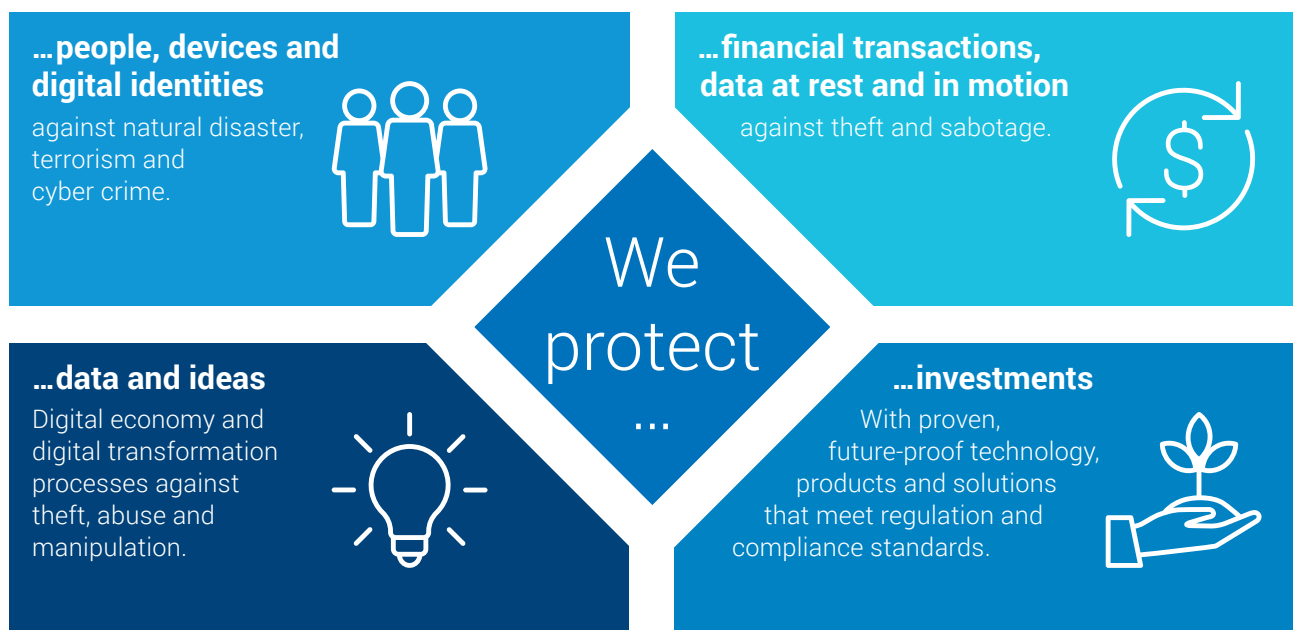 ...people, devices and
digital identities
against natural disaster,
terrorism and
cyber crime.
...financial transactions,
data at rest and in motion
against theft and sabotage.
$
We
protect
...
...data and ideas
Digital economy and
digital transformation
processes against
theft, abuse and
manipulation.
...investments
With proven,
future-proof technology,
products and solutions
that meet regulation and
compliance standards.